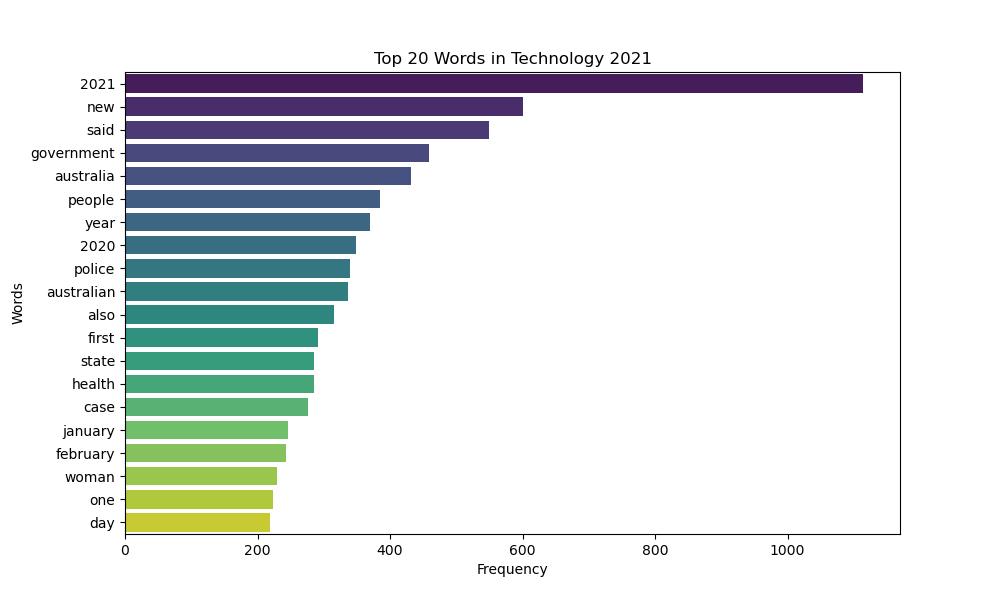 Top 20 Words in Technology 2021
Words
2021
new
said
government
australia
people
year
2020
police
australian
also
first
state
health
case
january
february
woman
one
day
0 200 400 600 800 1000
Frequency